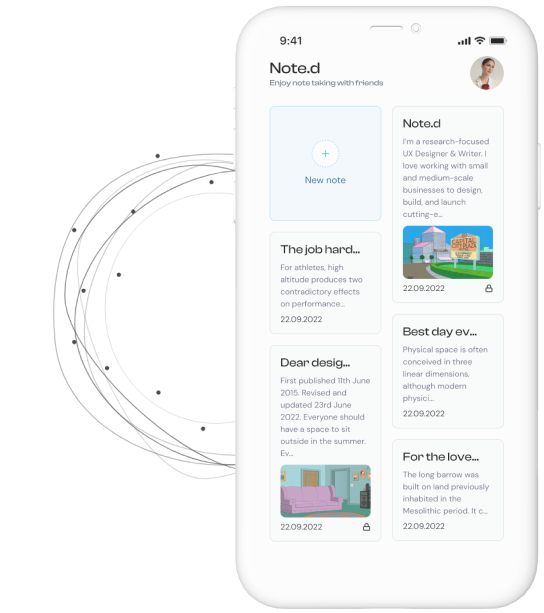 9:41
Note.d
Enjoy note taking with friends
New note
The job hard...
For athletes, high
altitude produces two
contradictory effects
on performance...
22.09.2022
Dear desig...
First published 11th June
2015. Revised and
updated 23rd June
2022. Everyone should
have a space to sit
outside in the summer.
Ev...
22.09.2022
Note.d
I'm a research-focused
UX Designer & Writer. I
love working with small
and medium-scale
businesses to design,
build, and launch
cutting-e...
CAPITAL
CITY PLAZA
22.09.2022
Best day ev...
Physical space is often
conceived in three
linear dimensions,
although modern
physici...
22.09.2022
For the love...
The long barrow was
built on land previously
inhabited in the
Mesolithic period. It c...
22.09.2022